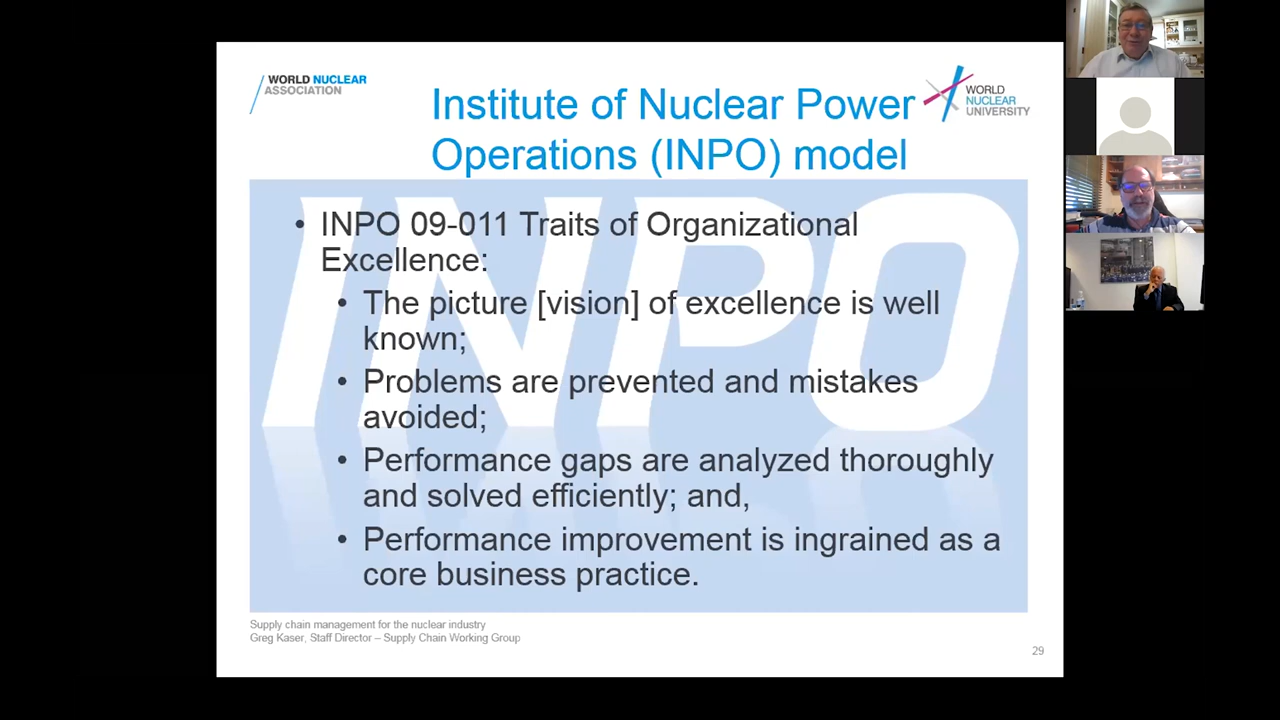 WORLD NUCLEAR
ASSOCIATION
Institute of Nuclear Power
Operations (INPO) model
WORLD
NUCLEAR
UNIVERSITY
INPO
• INPO 09-011 Traits of Organizational
Excellence:
• The picture [vision] of excellence is well
known;
• Problems are prevented and mistakes
avoided;
• Performance gaps are analyzed thoroughly
and solved efficiently; and,
• Performance improvement is ingrained as a
core business practice.
Supply chain management for the nuclear industry
Greg Kaser, Staff Director – Supply Chain Working Group
29